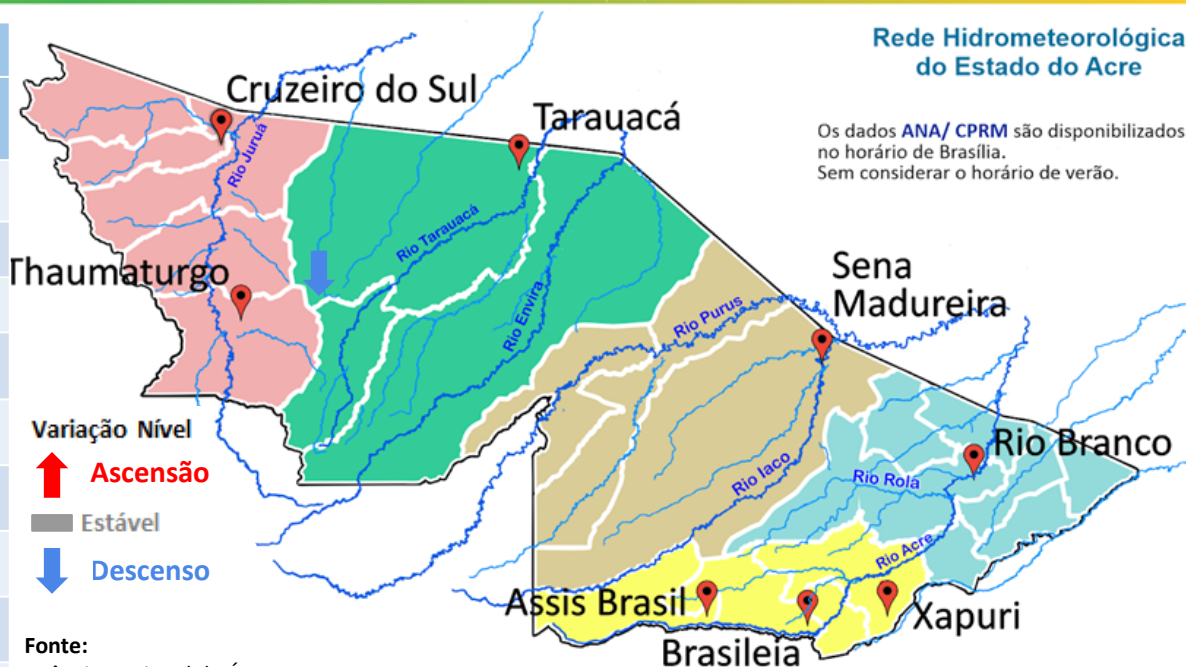 Rede Hidrometeorológica
do Estado do Acre
Os dados ANA/ CPRM são disponibilizados
no horário de Brasília.
Sem considerar o horário de verão.
Cruzeiro do Sul
Tarauacá
Rio Juruá
Rio Tarauacá
Thaumaturgo
Rio Envira
Sena
Madureira
Rio Purus
Rio Branco
Rio Iaco
Rio Rola
Rio Acre
Assis Brasil
Brasileia
Xapuri
Variação Nível
Ascensão
Estável
Descenso
Fonte: